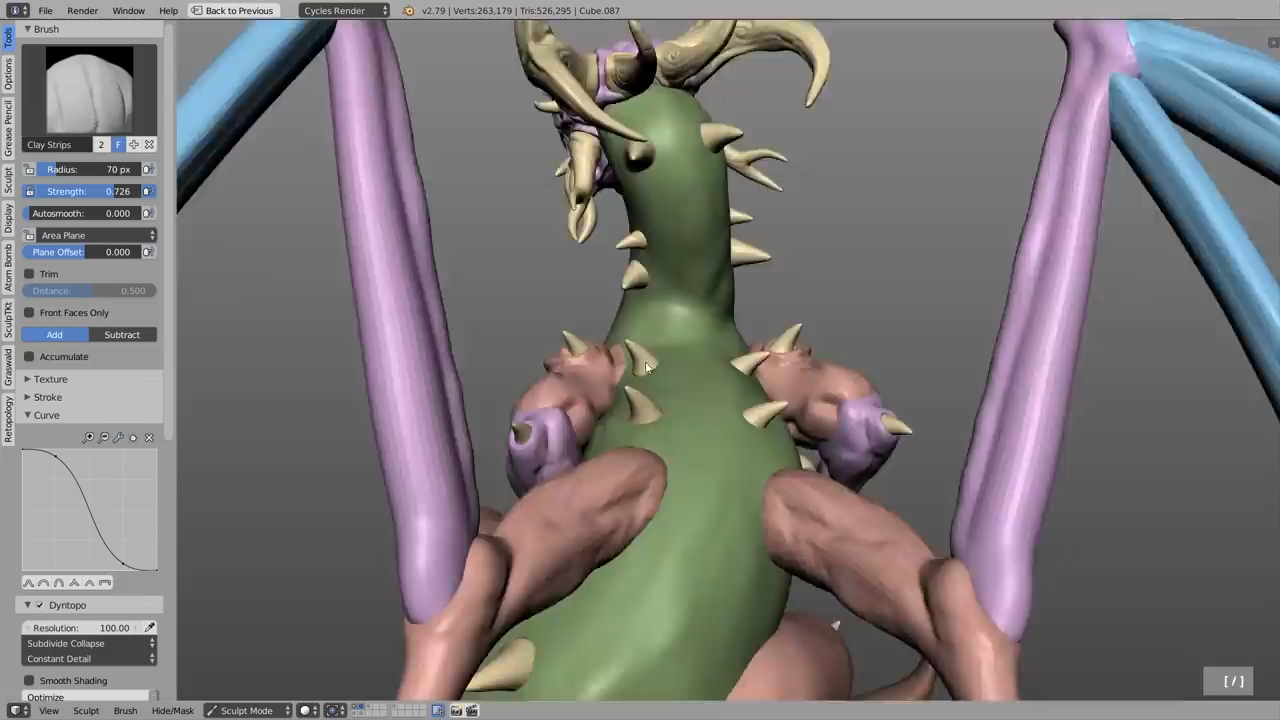 File Render Window Help Back to Previous Cycles Render v2.79 | Verts:263,179 | Tris:526,295 | Cube.087
Brush
Tools
Options
Grease Pencil
Sculpt
Display
Atom Bomb
SculpTKt
Graswald
Retopology
Clay Strips 2 F
Radius: 70 px
Strength: 0.726
Autosmooth: 0.000
Area Plane
Plane Offset: 0.000
Trim
Distance: 0.500
Front Faces Only
Add Subtract
Accumulate
Texture
Stroke
Curve
Dyntopo
Resolution: 100.00
Subdivide Collapse
Constant Detail
Smooth Shading
Optimize
[ / ]
View Sculpt Brush Hide/Mask Sculpt Mode